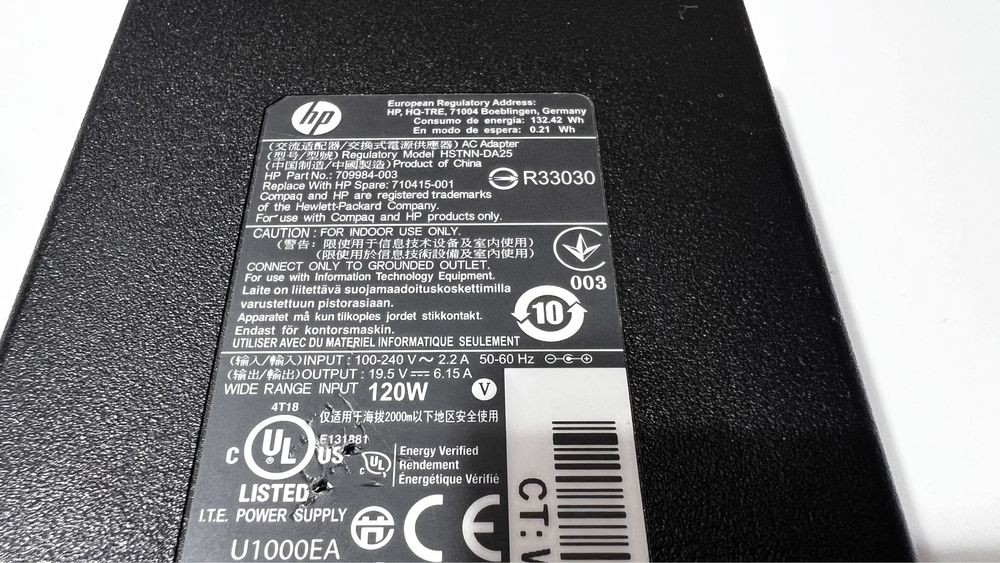 hp
European Regulatory Address:
HP, HQ-TRE, 71004 Boeblingen, Germany
Consumo de energía: 132.42 Wh
En modo de espera: 0.21 Wh
(交流适配器/交換式電源供應器) AC Adapter
(型号/型號) Regulatory Model HSTNN-DA25
(中国制造/中國製造) Product of China
HP Part No.: 709984-003
Replace With HP Spare: 710415-001
R33030
Compaq and HP are registered trademarks
of the Hewlett-Packard Company.
For use with Compaq and HP products only.
CAUTION : FOR INDOOR USE ONLY.
(警告: 限使用于信息技术设备及室内使用)
(限使用於信息技術設備及室內使用)
CONNECT ONLY TO GROUNDED OUTLET.
For use with Information Technology Equipment.
003
Laite on liitettävä suojamaadoituskoskettimilla
varustettuun pistorasiaan.
10
Apparatet må kun tilkoples jordet stikkontakt.
Endast för kontorsmaskin.
UTILISER AVEC DU MATERIEL INFORMATIQUE SEULEMENT
(输入/輸入) INPUT : 100-240 V~ 2.2 A 50-60 Hz
(输出/輸出) OUTPUT : 19.5 V⎓ 6.15 A
WIDE RANGE INPUT 120W V
4T18
仅适用于海拔2000m以下地区安全使用
E131881
C UL US
LISTED
c UL
Energy Verified
Rendement
Énergétique Vérifié
I.T.E. POWER SUPPLY
CE
U1000EA
CT: